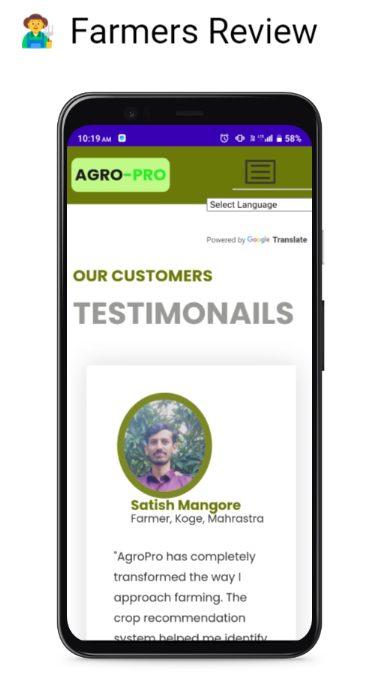 Farmers Review
10:19 AM
58%
AGRO-PRO
Select Language
Powered by Google Translate
OUR CUSTOMERS
TESTIMONAILS
Satish Mangore
Farmer, Koge, Mahrastra
"AgroPro has completely
transformed the way I
approach farming. The
crop recommendation
system helped me identify